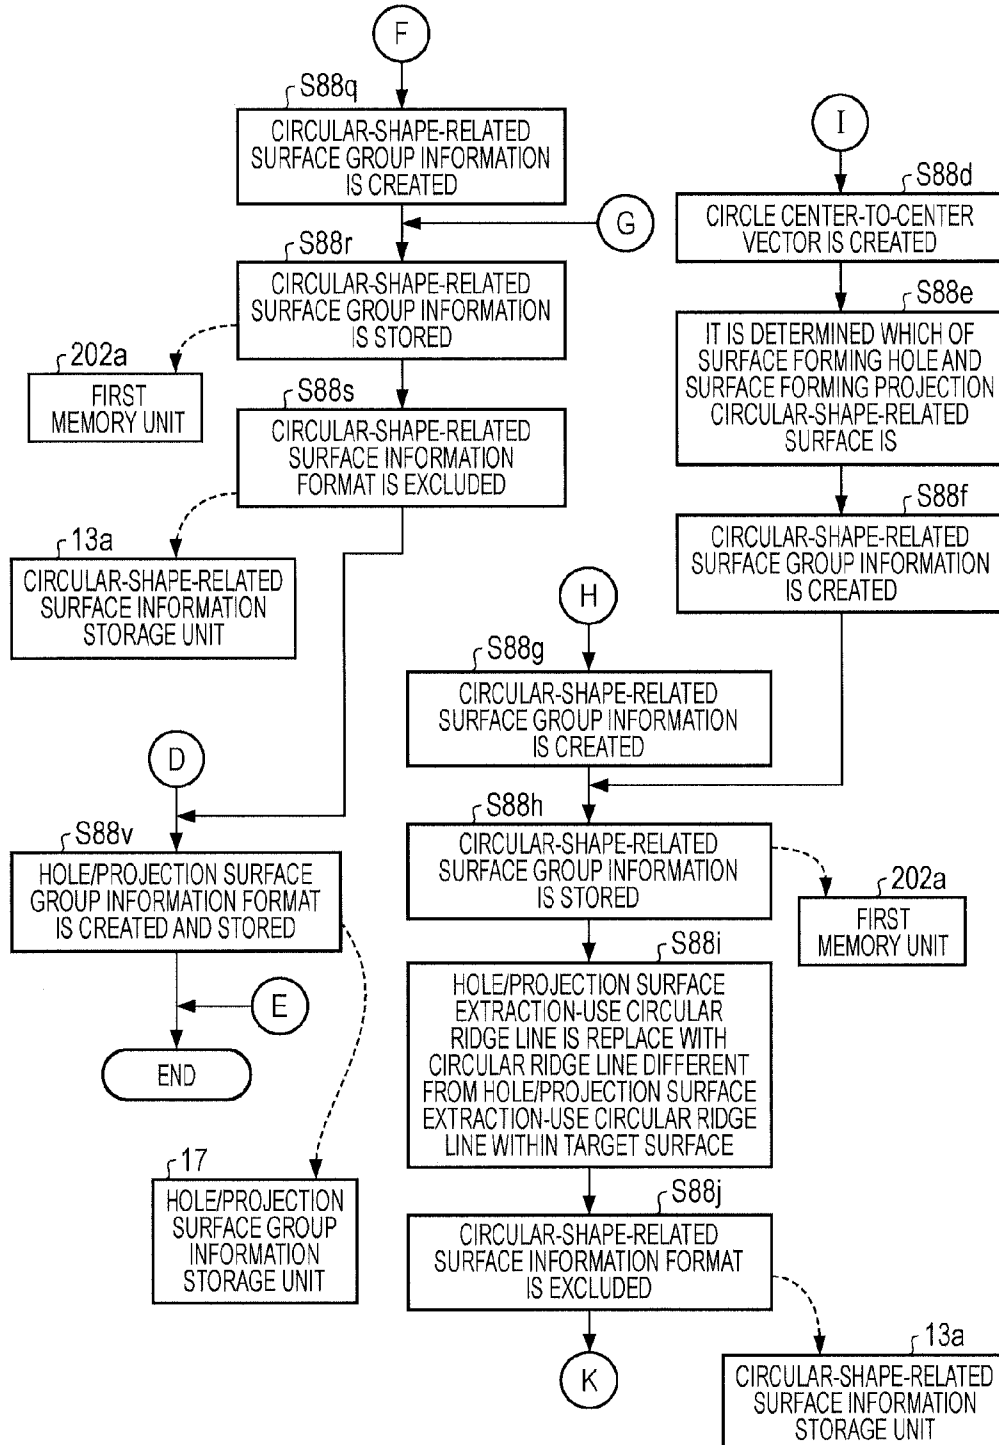 F
S88q
CIRCULAR-SHAPE-RELATED
SURFACE GROUP INFORMATION
IS CREATED
G
S88r
CIRCULAR-SHAPE-RELATED
SURFACE GROUP INFORMATION
IS STORED
202a
FIRST
MEMORY UNIT
S88s
CIRCULAR-SHAPE-RELATED
SURFACE INFORMATION
FORMAT IS EXCLUDED
13a
CIRCULAR-SHAPE-RELATED
SURFACE INFORMATION
STORAGE UNIT
D
S88v
HOLE/PROJECTION SURFACE
GROUP INFORMATION FORMAT
IS CREATED AND STORED
E
END
17
HOLE/PROJECTION
SURFACE GROUP
INFORMATION
STORAGE UNIT
I
S88d
CIRCLE CENTER-TO-CENTER
VECTOR IS CREATED
S88e
IT IS DETERMINED WHICH OF
SURFACE FORMING HOLE AND
SURFACE FORMING PROJECTION
CIRCULAR-SHAPE-RELATED
SURFACE IS
S88f
CIRCULAR-SHAPE-RELATED
SURFACE GROUP INFORMATION
IS CREATED
H
S88g
CIRCULAR-SHAPE-RELATED
SURFACE GROUP INFORMATION
IS CREATED
S88h
CIRCULAR-SHAPE-RELATED
SURFACE GROUP INFORMATION
IS STORED
202a
FIRST
MEMORY UNIT
S88i
HOLE/PROJECTION SURFACE
EXTRACTION-USE CIRCULAR
RIDGE LINE IS REPLACE WITH
CIRCULAR RIDGE LINE DIFFERENT
FROM HOLE/PROJECTION SURFACE
EXTRACTION-USE CIRCULAR RIDGE
LINE WITHIN TARGET SURFACE
S88j
CIRCULAR-SHAPE-RELATED
SURFACE INFORMATION FORMAT
IS EXCLUDED
K
13a
CIRCULAR-SHAPE-RELATED
SURFACE INFORMATION
STORAGE UNIT